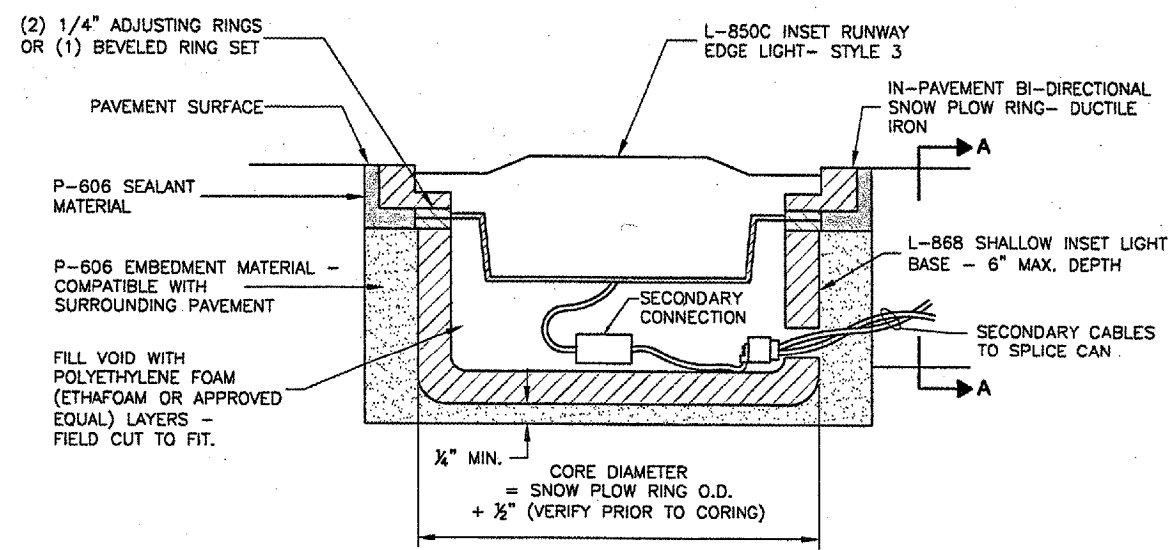 (2) 1/4" ADJUSTING RINGS
OR (1) BEVELED RING SET
L-850C INSET RUNWAY
EDGE LIGHT- STYLE 3
PAVEMENT SURFACE
IN-PAVEMENT BI-DIRECTIONAL
SNOW PLOW RING- DUCTILE
IRON
A
P-606 SEALANT
MATERIAL
L-868 SHALLOW INSET LIGHT
BASE - 6" MAX. DEPTH
P-606 EMBEDMENT MATERIAL -
COMPATIBLE WITH
SURROUNDING PAVEMENT
SECONDARY
CONNECTION
SECONDARY CABLES
TO SPLICE CAN
FILL VOID WITH
POLYETHYLENE FOAM
(ETHAFOAM OR APPROVED
EQUAL) LAYERS -
FIELD CUT TO FIT.
A
¼" MIN.
CORE DIAMETER
= SNOW PLOW RING O.D.
+ ½" (VERIFY PRIOR TO CORING)